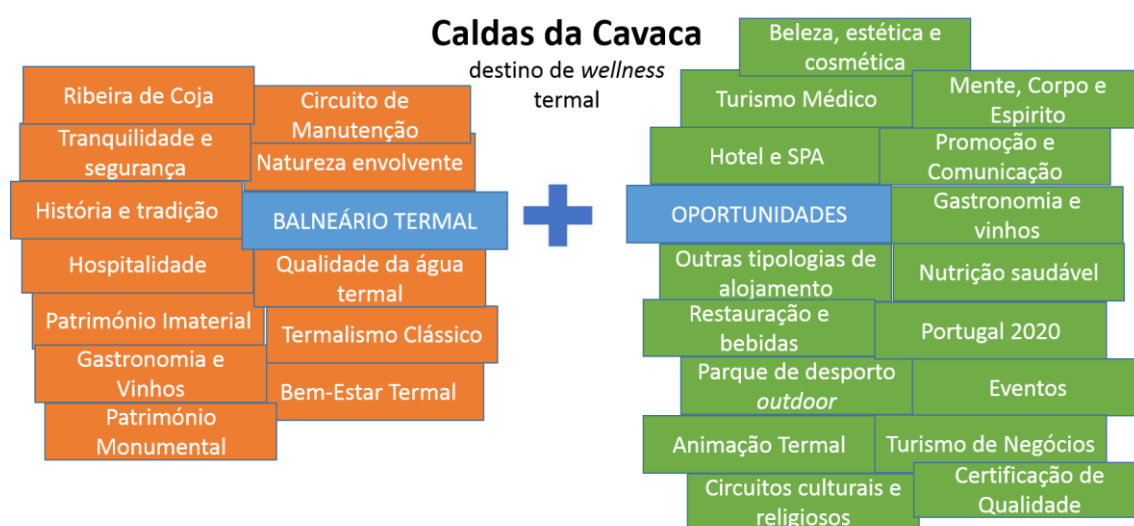 Caldas da Cavaca
destino de wellness
termal
Ribeira de Coja
Circuito de
Manutenção
Tranquilidade e
segurança
Natureza envolvente
História e tradição
BALNEÁRIO TERMAL
Hospitalidade
Qualidade da água
termal
Património Imaterial
Termalismo Clássico
Gastronomia e
Vinhos
Bem-Estar Termal
Património
Monumental
Beleza, estética e
cosmética
Turismo Médico
Mente, Corpo e
Espirito
Hotel e SPA
Promoção e
Comunicação
OPORTUNIDADES
Gastronomia e
vinhos
Outras tipologias de
alojamento
Nutrição saudável
Restauração e
bebidas
Portugal 2020
Parque de desporto
outdoor
Eventos
Animação Termal
Turismo de Negócios
Circuitos culturais e
religiosos
Certificação de
Qualidade